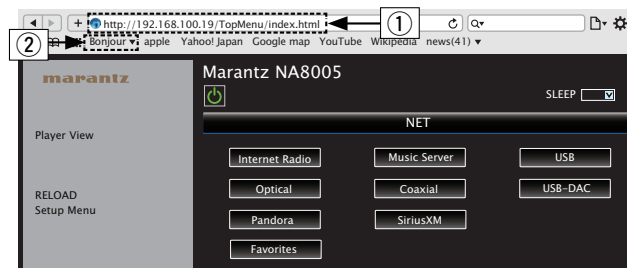 http://192.168.100.19/TopMenu/index.html ①
② Bonjour ▾ apple Yahoo! Japan Google map YouTube Wikipedia news(41) ▾
marantz
Marantz NA8005
SLEEP
NET
Player View
Internet Radio Music Server USB
Optical Coaxial USB-DAC
RELOAD
Setup Menu
Pandora SiriusXM
Favorites